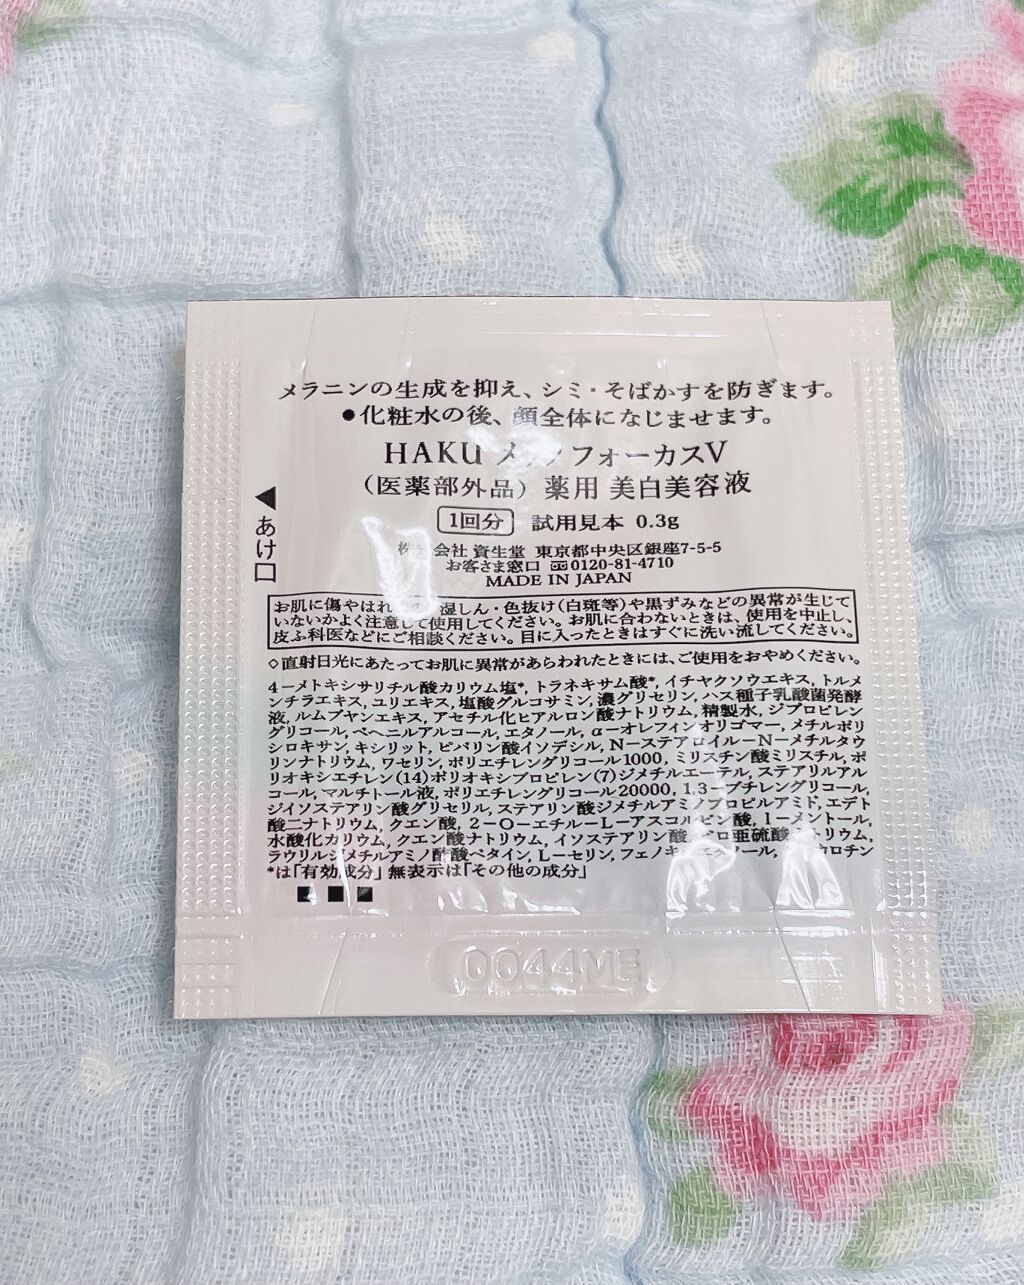 メラニンの生成を抑え、シミ・そばかすを防ぎます。
●化粧水の後、顔全体になじませます。
HAKU フォーカスV
（医薬部外品）薬用 美白美容液
1回分 試用見本 0.3g
会社 資生堂 東京都中央区銀座7-5-5
お客さま窓口 0120-81-4710
MADE IN JAPAN
◀あけ口
お肌に傷やはれ 湿しん・色抜け(白斑等)や黒ずみなどの異常が生じて
いないかよく注意して使用してください。お肌に合わないときは、使用を中止し、
皮ふ科医などにご相談ください。目に入ったときはすぐに洗い流してください。
◇直射日光にあたってお肌に異常があらわれたときには、ご使用をおやめください。
4－メトキシサリチル酸カリウム塩*, トラネキサム酸*, イチヤクソウエキス, トルメ
ンチラエキス, ユリエキス, 塩酸グルコサミン, 濃グリセリン, ハス種子乳酸菌発酵
液, ルムプヤンエキス, アセチル化ヒアルロン酸ナトリウム, 精製水, ジプロピレン
グリコール, ベヘニルアルコール, エタノール, α－オレフィンオリゴマー, メチルポリ
シロキサン, キシリット, ピバリン酸イソデシル, N－ステアロイル－N－メチルタウ
リンナトリウム, ワセリン, ポリエチレングリコール1000, ミリスチン酸ミリスチル, ポ
リオキシエチレン(14)ポリオキシプロピレン(7)ジメチルエーテル, ステアリルアル
コール, マルチトール液, ポリエチレングリコール20000, 1,3－ブチレングリコール,
ジイソステアリン酸グリセリル, ステアリン酸ジメチルアミノプロピルアミド, エデト
酸二ナトリウム, クエン酸, 2－O－エチル－L－アスコルビン酸, l－メントール,
水酸化カリウム, クエン酸ナトリウム, イソステアリン酸, ピロ亜硫酸ナトリウム,
ラウリルジメチルアミノ酢酸ベタイン, L－セリン, フェノキシエタノール,
*は「有効成分」無表示は「その他の成分」
0044ME